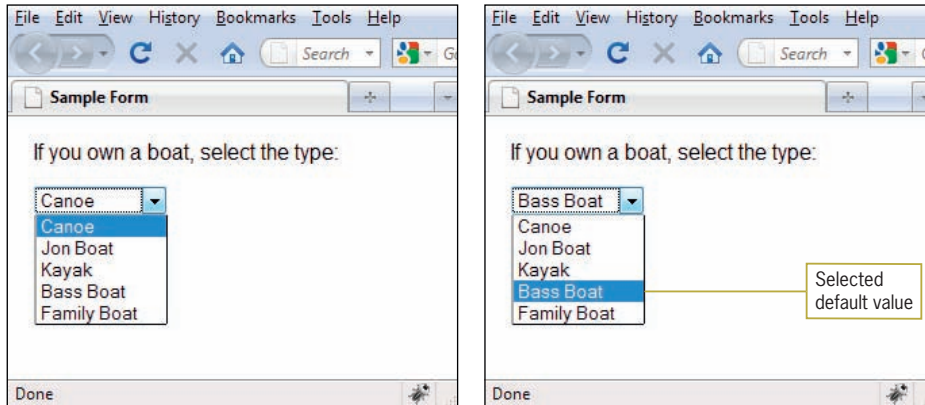 File Edit View History Bookmarks Tools Help
Search
Sample Form
If you own a boat, select the type:
Canoe
Canoe
Jon Boat
Kayak
Bass Boat
Family Boat
Done
File Edit View History Bookmarks Tools Help
Search
Sample Form
If you own a boat, select the type:
Bass Boat
Canoe
Jon Boat
Kayak
Bass Boat
Family Boat
Selected
default value
Done